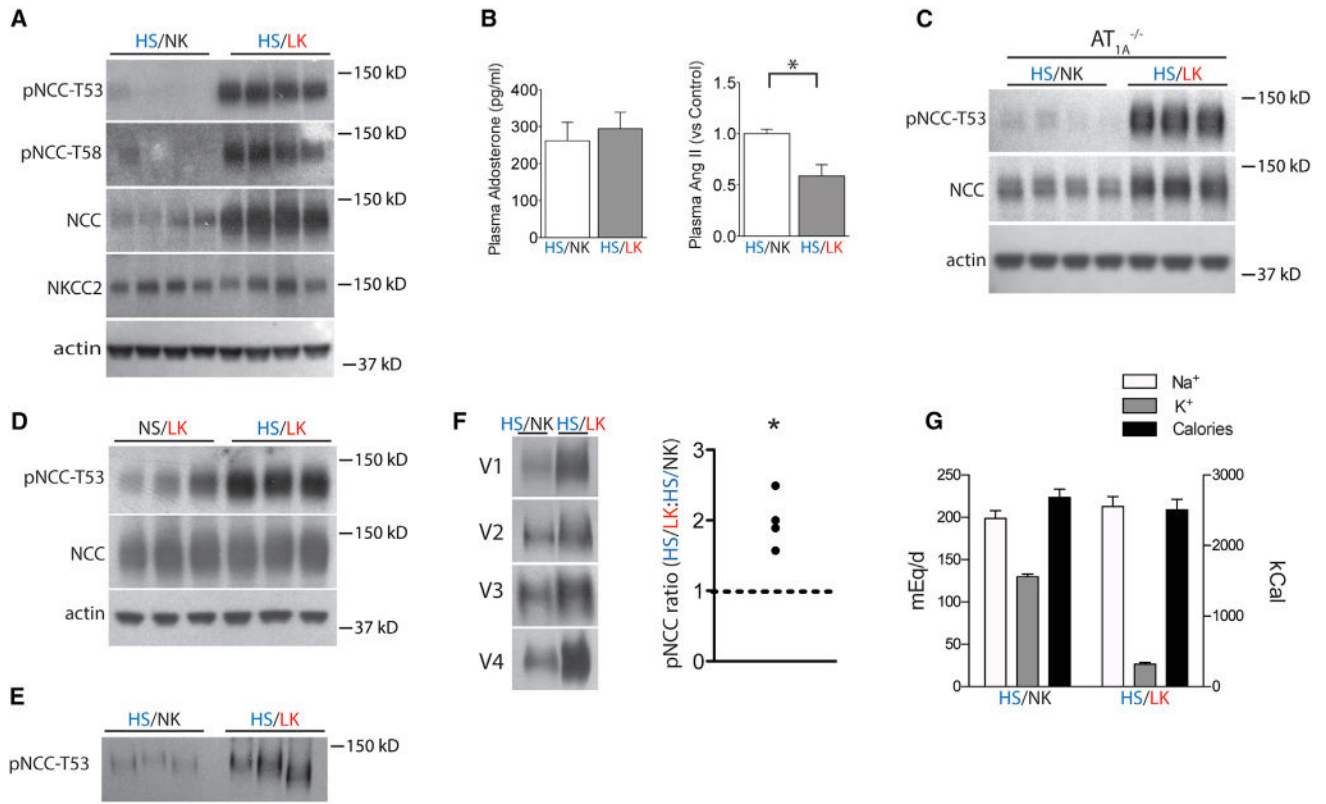 A
HS/NK HS/LK
pNCC-T53
150 kD
pNCC-T58
150 kD
NCC
150 kD
NKCC2
150 kD
actin
37 kD
B
Plasma Aldosterone (pg/ml)
400
300
200
100
0
HS/NK HS/LK
Plasma Ang II (vs Control)
1.5
1.0
0.5
0.0
*
HS/NK HS/LK
C
AT1A-/-
HS/NK HS/LK
pNCC-T53
150 kD
NCC
150 kD
actin
37 kD
D
NS/LK HS/LK
pNCC-T53
150 kD
NCC
150 kD
actin
37 kD
E
HS/NK HS/LK
pNCC-T53
150 kD
F
HS/NK HS/LK
V1
V2
V3
V4
pNCC ratio (HS/LK:HS/NK)
3
2
1
0
*
G
Na+
K+
Calories
mEq/d
250
200
150
100
50
0
HS/NK HS/LK
3000
2000
1000
0
kCal